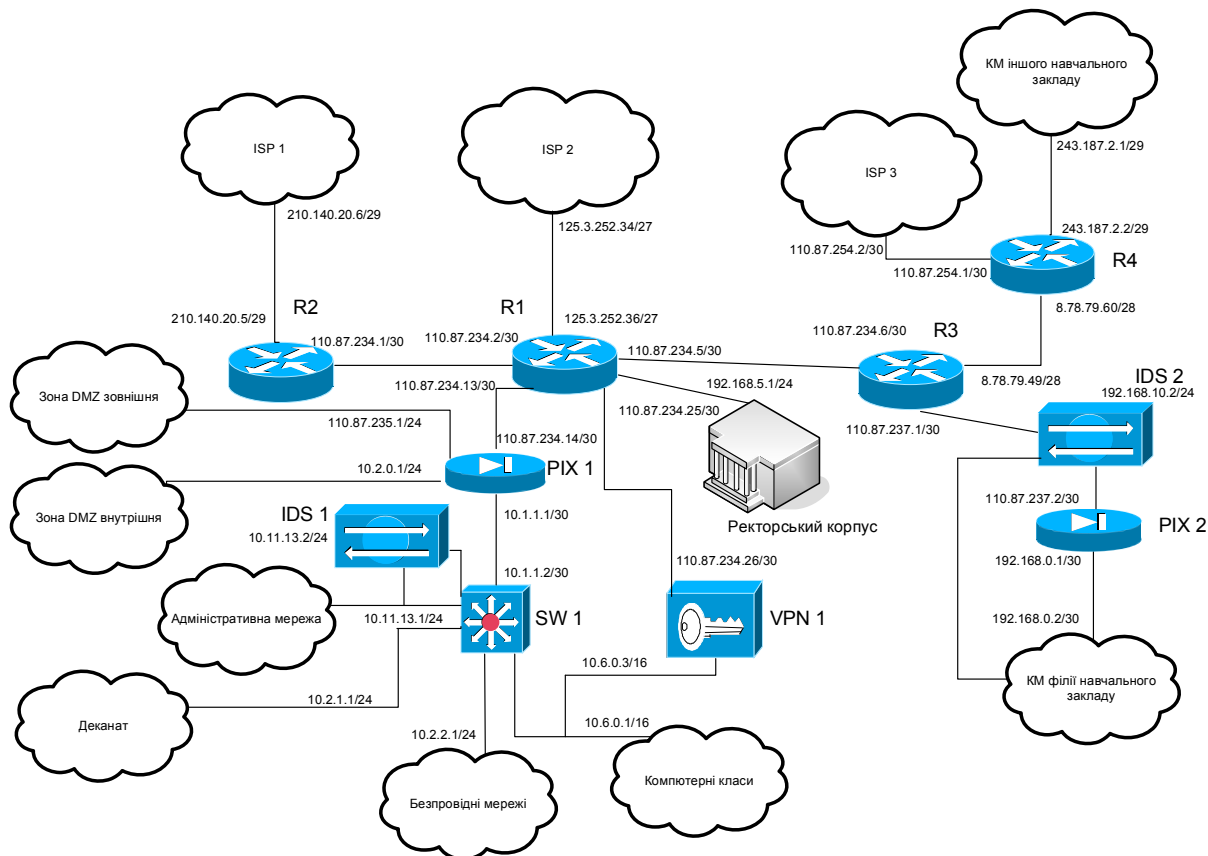 КМ іншого навчального
закладу
ISP 1
ISP 2
ISP 3
243.187.2.1/29
210.140.20.6/29
125.3.252.34/27
243.187.2.2/29
110.87.254.2/30
R4
110.87.254.1/30
R2
R1
8.78.79.60/28
210.140.20.5/29
125.3.252.36/27
110.87.234.6/30
R3
110.87.234.1/30
110.87.234.2/30
110.87.234.5/30
8.78.79.49/28
IDS 2
192.168.10.2/24
110.87.234.13/30
192.168.5.1/24
Зона DMZ зовнішня
110.87.235.1/24
110.87.234.25/30
110.87.237.1/30
110.87.234.14/30
10.2.0.1/24
PIX 1
Зона DMZ внутрішня
110.87.237.2/30
IDS 1
10.1.1.1/30
Ректорський корпус
PIX 2
10.11.13.2/24
110.87.234.26/30
192.168.0.1/30
10.1.1.2/30
Адміністративна мережа
10.11.13.1/24
SW 1
VPN 1
192.168.0.2/30
10.6.0.3/16
КМ філії навчального
закладу
10.2.1.1/24
Деканат
10.6.0.1/16
10.2.2.1/24
Компютерні класи
Безпровідні мережі